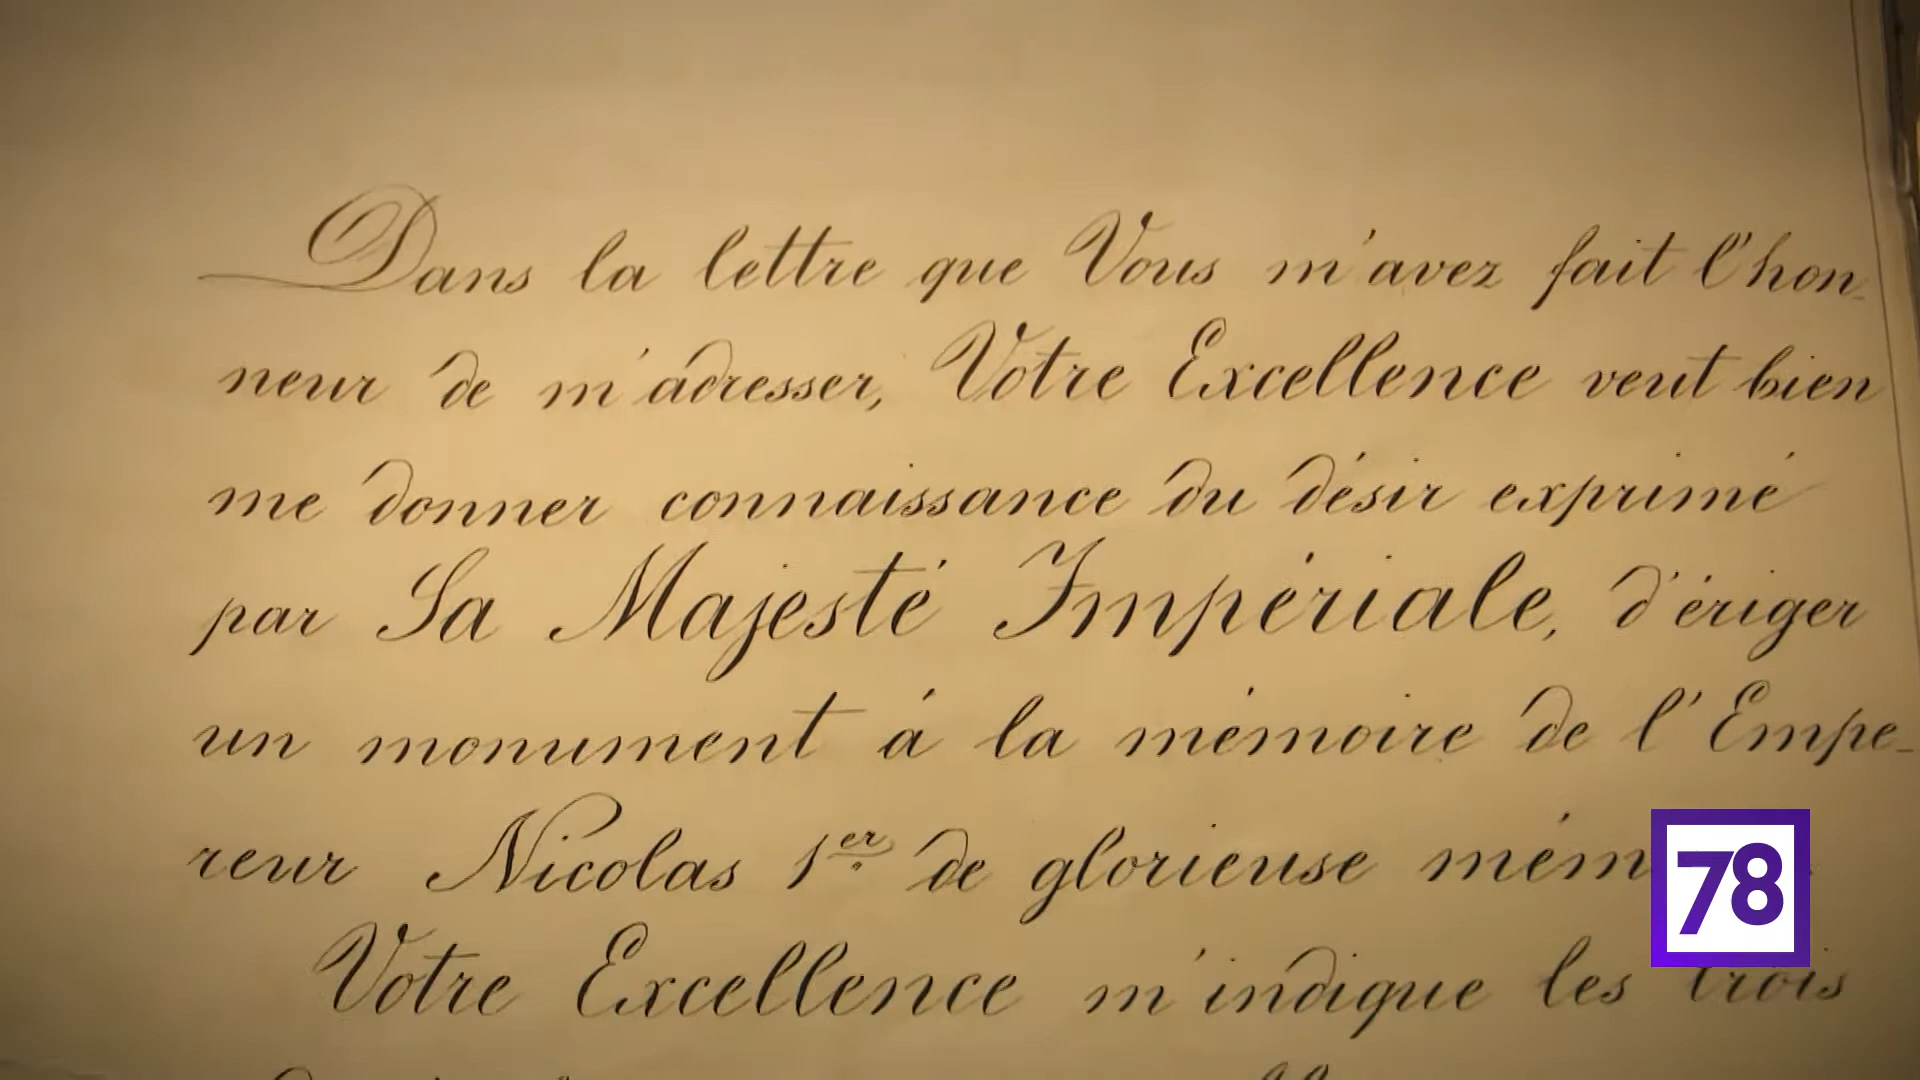 Dans la lettre que Vous m'avez fait l'hon-
neur de m'adresser, Votre Excellence veut bien
me donner connaissance du désir exprimé
par Sa Majesté Impériale, d'ériger
un monument à la mémoire de l'Empe-
reur Nicolas 1er de glorieuse
78
Votre Excellence m'indique les trois